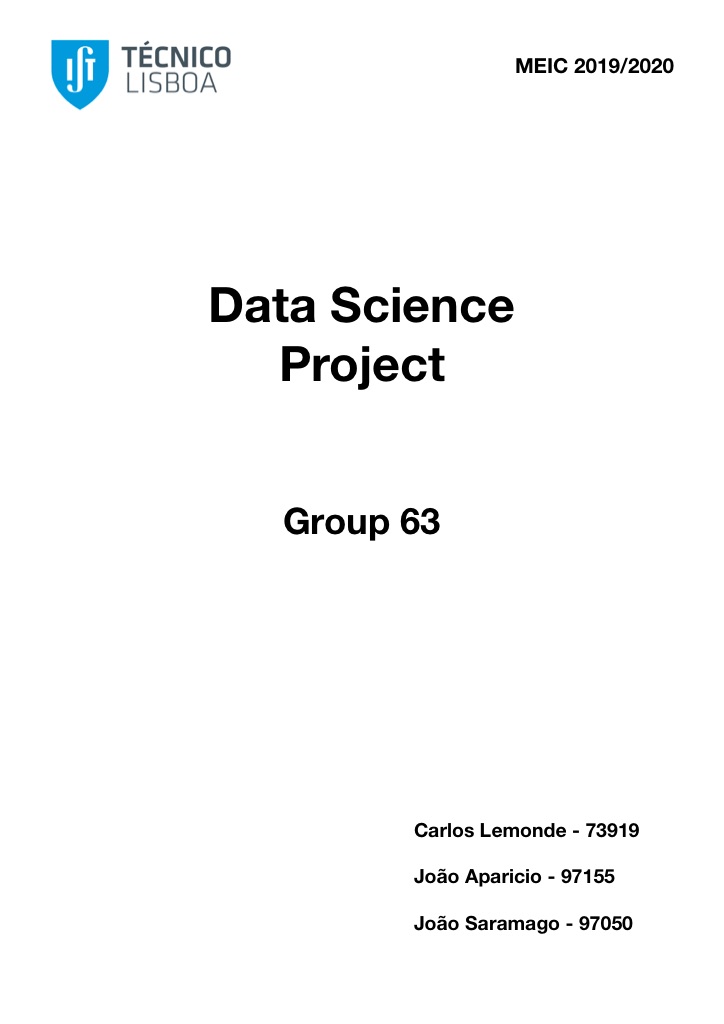 TÉCNICO
LISBOA
MEIC 2019/2020
Data Science
Project
Group 63
Carlos Lemonde - 73919
João Aparicio - 97155
João Saramago - 97050